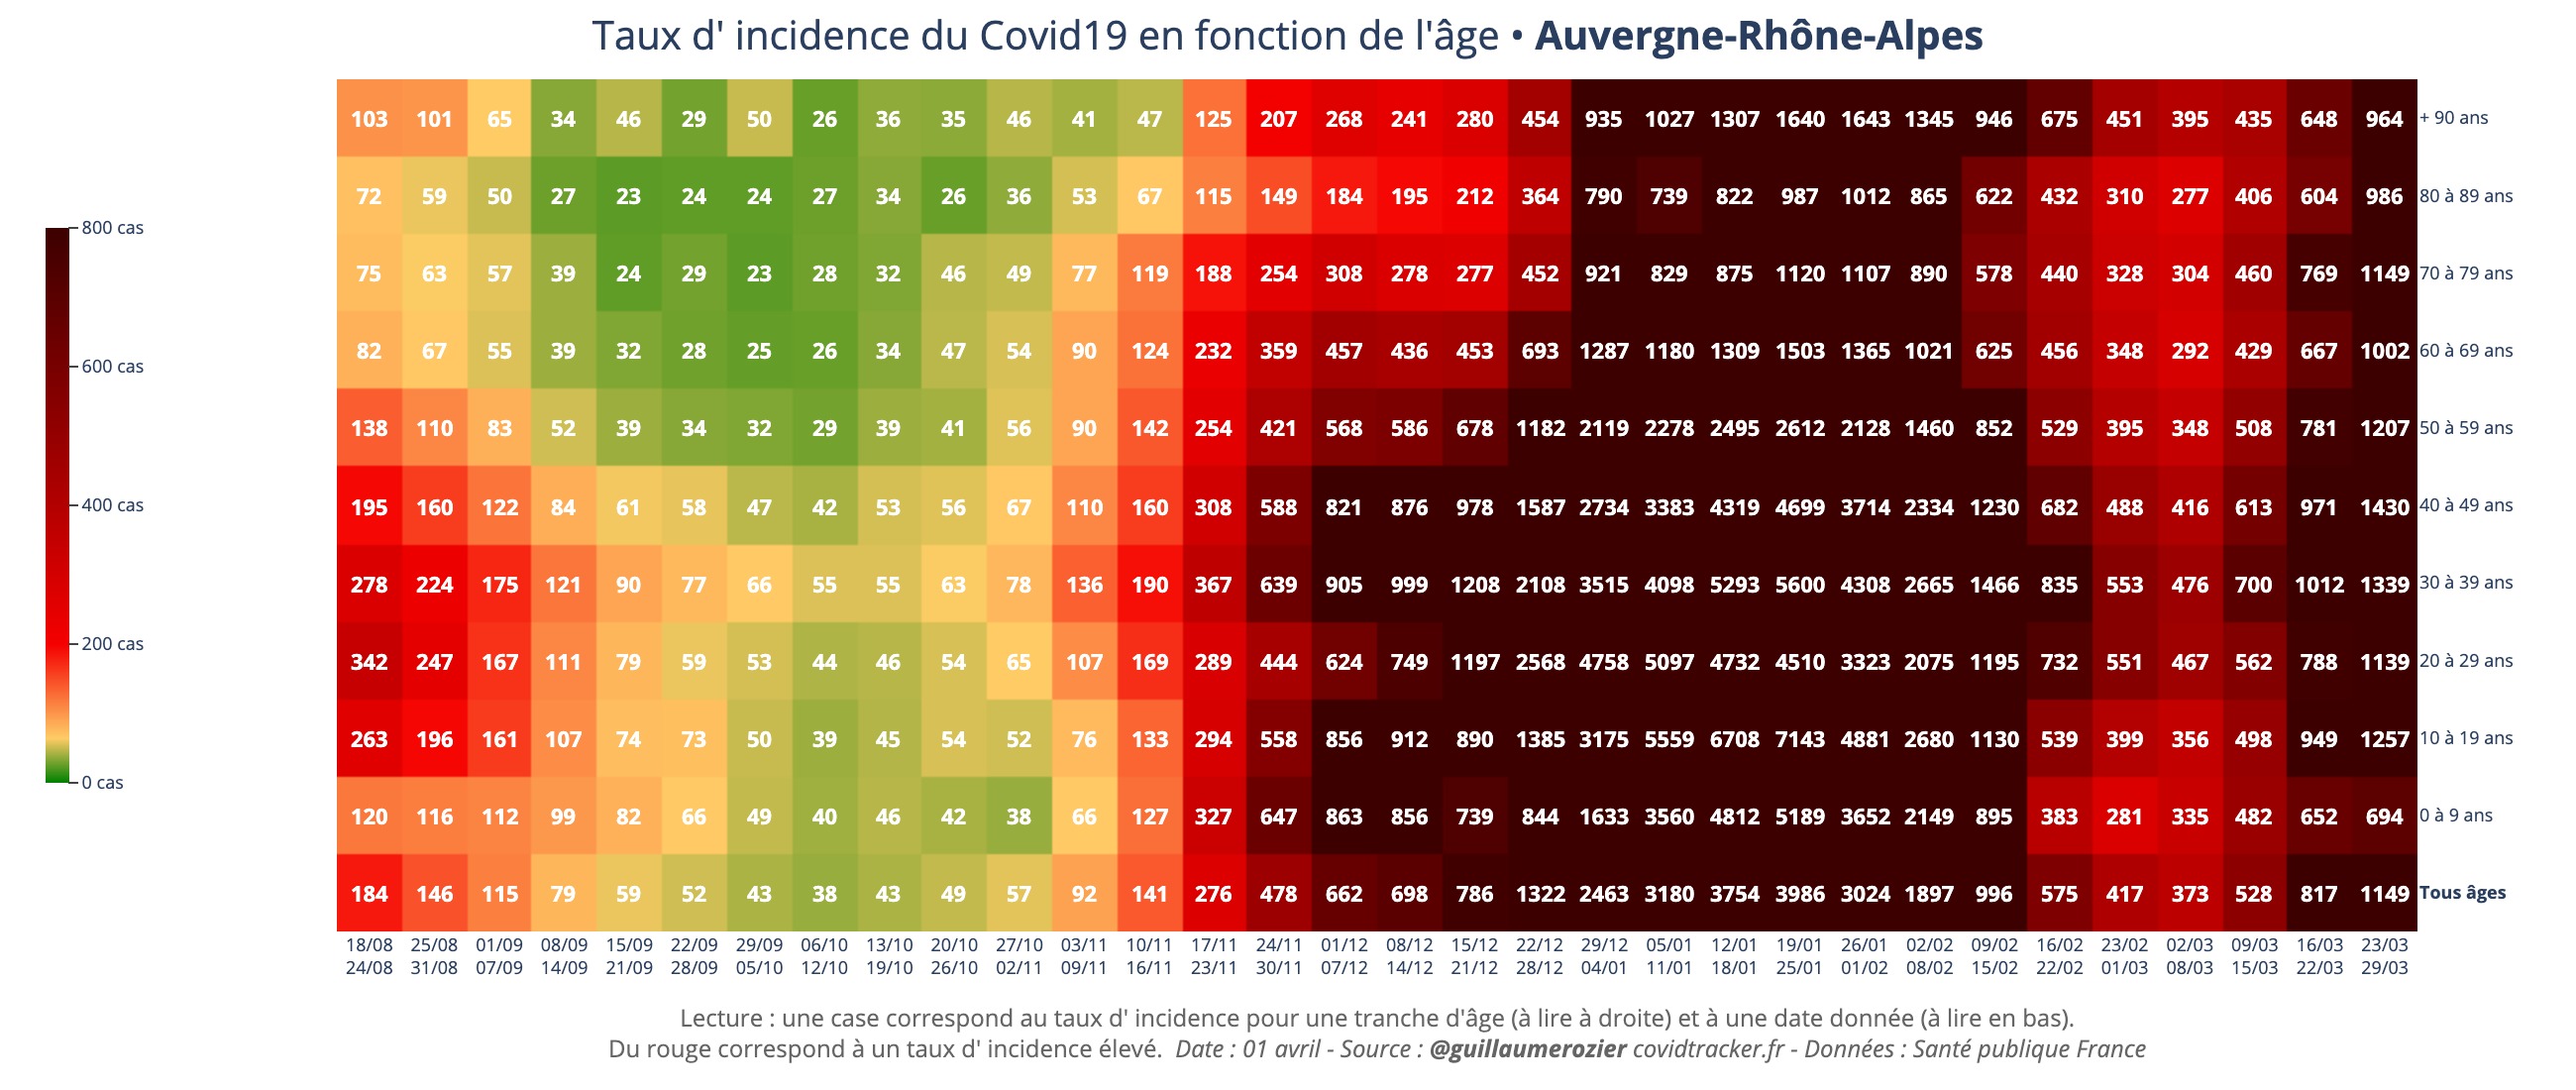 Taux d' incidence du Covid19 en fonction de l'âge • Auvergne-Rhône-Alpes
800 cas
600 cas
400 cas
200 cas
0 cas
103 101 65 34 46 29 50 26 36 35 46 41 47 125 207 268 241 280 454 935 1027 1307 1640 1643 1345 946 675 451 395 435 648 964 + 90 ans
72 59 50 27 23 24 24 27 34 26 36 53 67 115 149 184 195 212 364 790 739 822 987 1012 865 622 432 310 277 406 604 986 80 à 89 ans
75 63 57 39 24 29 23 28 32 46 49 77 119 188 254 308 278 277 452 921 829 875 1120 1107 890 578 440 328 304 460 769 1149 70 à 79 ans
82 67 55 39 32 28 25 26 34 47 54 90 124 232 359 457 436 453 693 1287 1180 1309 1503 1365 1021 625 456 348 292 429 667 1002 60 à 69 ans
138 110 83 52 39 34 32 29 39 41 56 90 142 254 421 568 586 678 1182 2119 2278 2495 2612 2128 1460 852 529 395 348 508 781 1207 50 à 59 ans
195 160 122 84 61 58 47 42 53 56 67 110 160 308 588 821 876 978 1587 2734 3383 4319 4699 3714 2334 1230 682 488 416 613 971 1430 40 à 49 ans
278 224 175 121 90 77 66 55 55 63 78 136 190 367 639 905 999 1208 2108 3515 4098 5293 5600 4308 2665 1466 835 553 476 700 1012 1339 30 à 39 ans
342 247 167 111 79 59 53 44 46 54 65 107 169 289 444 624 749 1197 2568 4758 5097 4732 4510 3323 2075 1195 732 551 467 562 788 1139 20 à 29 ans
263 196 161 107 74 73 50 39 45 54 52 76 133 294 558 856 912 890 1385 3175 5559 6708 7143 4881 2680 1130 539 399 356 498 949 1257 10 à 19 ans
120 116 112 99 82 66 49 40 46 42 38 66 127 327 647 863 856 739 844 1633 3560 4812 5189 3652 2149 895 383 281 335 482 652 694 0 à 9 ans
184 146 115 79 59 52 43 38 43 49 57 92 141 276 478 662 698 786 1322 2463 3180 3754 3986 3024 1897 996 575 417 373 528 817 1149 Tous âges
18/08 25/08 01/09 08/09 15/09 22/09 29/09 06/10 13/10 20/10 27/10 03/11 10/11 17/11 24/11 01/12 08/12 15/12 22/12 29/12 05/01 12/01 19/01 26/01 02/02 09/02 16/02 23/02 02/03 09/03 16/03 23/03
24/08 31/08 07/09 14/09 21/09 28/09 05/10 12/10 19/10 26/10 02/11 09/11 16/11 23/11 30/11 07/12 14/12 21/12 28/12 04/01 11/01 18/01 25/01 01/02 08/02 15/02 22/02 01/03 08/03 15/03 22/03 29/03
Lecture : une case correspond au taux d' incidence pour une tranche d'âge (à lire à droite) et à une date donnée (à lire en bas).
Du rouge correspond à un taux d' incidence élevé. Date : 01 avril - Source : @guillaumerozier covidtracker.fr - Données : Santé publique France